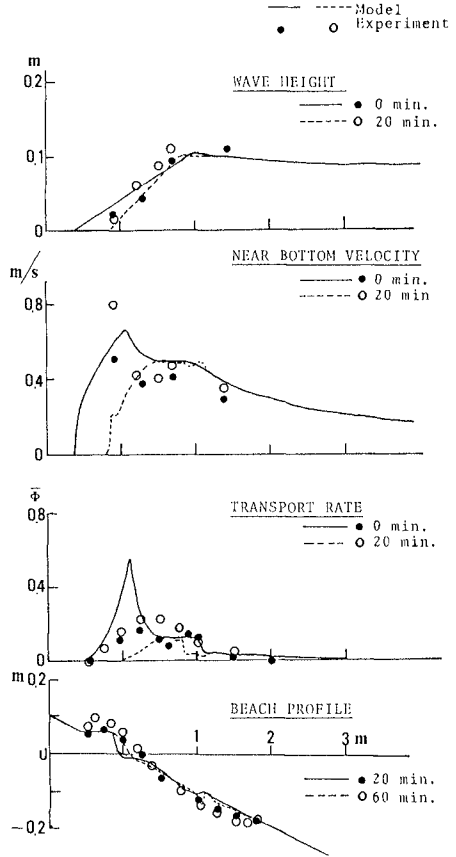 Model
Experiment
m
0.2
0.1
0
WAVE HEIGHT
0 min.
20 min.
m/s
0.8
0.4
0
NEAR BOTTOM VELOCITY
0 min.
20 min
Φ
0.8
0.4
0
TRANSPORT RATE
0 min.
20 min.
m
0.2
0
-0.2
BEACH PROFILE
1
2
3 m
20 min.
60 min.